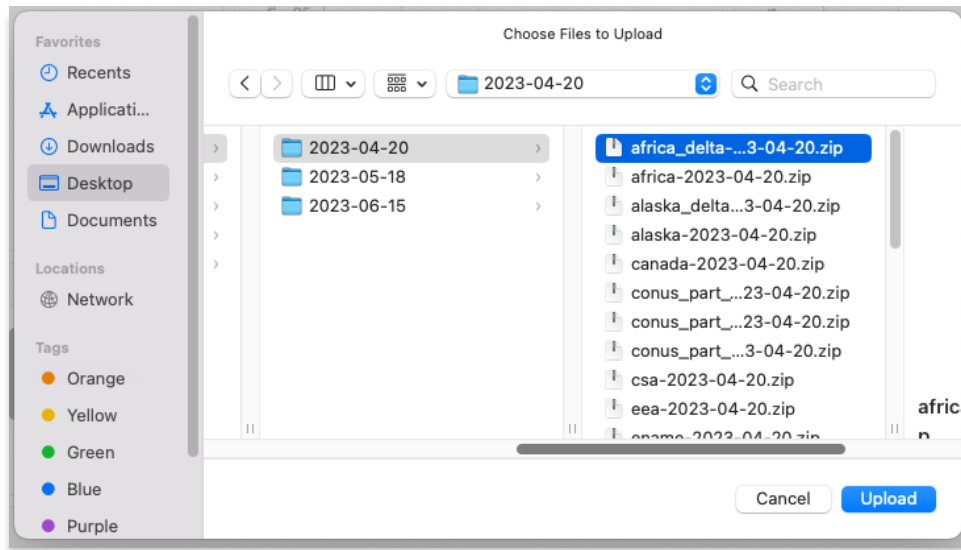 Choose Files to Upload
Favorites
Recents
Applicati...
Downloads
Desktop
Documents
Locations
Network
Tags
Orange
Yellow
Green
Blue
Purple
2023-04-20
Search
2023-04-20
2023-05-18
2023-06-15
africa_delta-...3-04-20.zip
africa-2023-04-20.zip
alaska_delta...3-04-20.zip
alaska-2023-04-20.zip
canada-2023-04-20.zip
conus_part_...23-04-20.zip
conus_part_...23-04-20.zip
conus_part_...3-04-20.zip
csa-2023-04-20.zip
eea-2023-04-20.zip
afric
Cancel
Upload